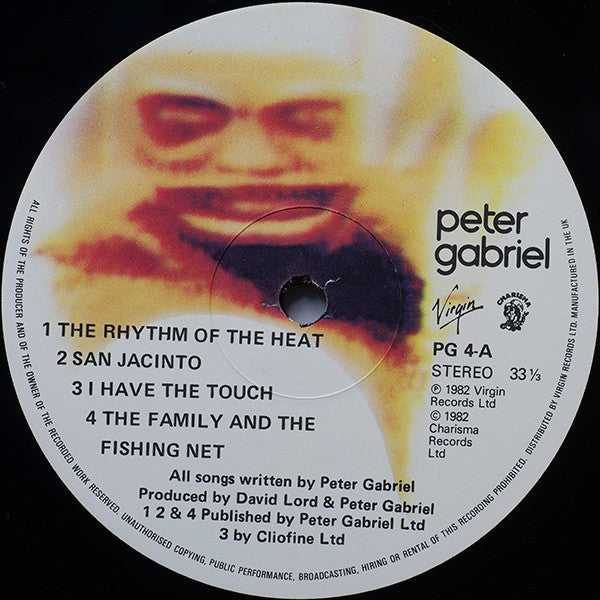 peter
gabriel
Virgin
CHARISMA
PG 4-A
STEREO 33 ⅓
℗ 1982 Virgin
Records Ltd
© 1982
Charisma
Records
Ltd
1 THE RHYTHM OF THE HEAT
2 SAN JACINTO
3 I HAVE THE TOUCH
4 THE FAMILY AND THE
FISHING NET
All songs written by Peter Gabriel
Produced by David Lord & Peter Gabriel
1 2 & 4 Published by Peter Gabriel Ltd
3 by Cliofine Ltd
ALL RIGHTS OF THE PRODUCER AND OF THE OWNER OF THE RECORDED WORK RESERVED. UNAUTHORISED COPYING, PUBLIC PERFORMANCE, BROADCASTING, HIRING OR RENTAL OF THIS RECORDING PROHIBITED. DISTRIBUTED BY VIRGIN RECORDS LTD. MANUFACTURED IN THE UK